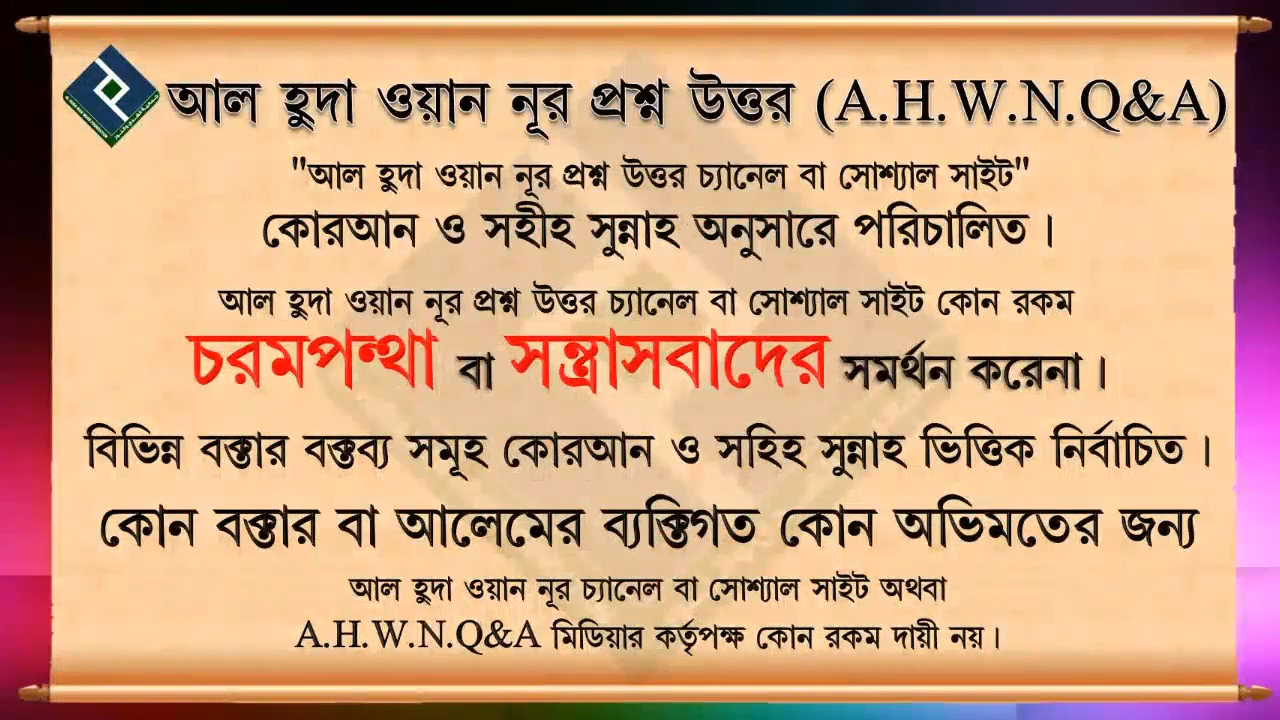 আল হুদা ওয়ান নূর প্রশ্ন উত্তর (A.H.W.N.Q&A)
"আল হুদা ওয়ান নূর প্রশ্ন উত্তর চ্যানেল বা সোশ্যাল সাইট"
কোরআন ও সহীহ সুন্নাহ অনুসারে পরিচালিত।
আল হুদা ওয়ান নূর প্রশ্ন উত্তর চ্যানেল বা সোশ্যাল সাইট কোন রকম
চরমপন্থা বা সন্ত্রাসবাদের সমর্থন করেনা।
বিভিন্ন বক্তার বক্তব্য সমূহ কোরআন ও সহিহ সুন্নাহ ভিত্তিক নির্বাচিত।
কোন বক্তার বা আলেমের ব্যক্তিগত কোন অভিমতের জন্য
আল হুদা ওয়ান নূর চ্যানেল বা সোশ্যাল সাইট অথবা
A.H.W.N.Q&A মিডিয়ার কর্তৃপক্ষ কোন রকম দায়ী নয়।